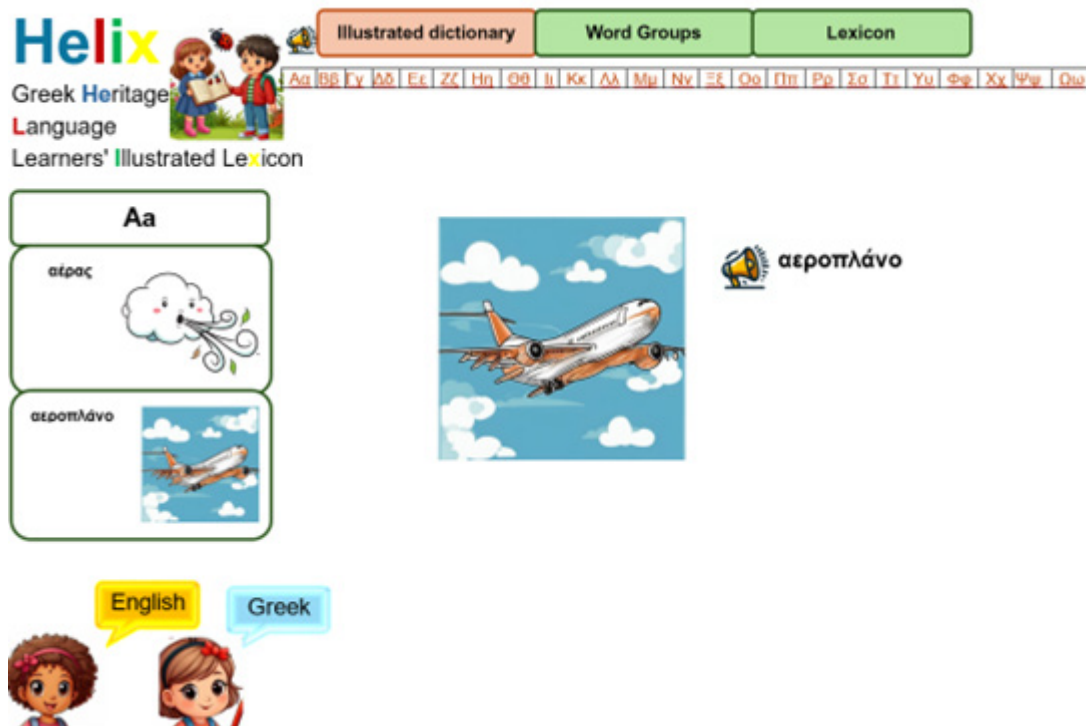 Helix
Greek Heritage
Language
Learners' Illustrated Lexicon
Illustrated dictionary Word Groups Lexicon
Αα Ββ Γγ Δδ Εε Ζζ Ηη Θθ Ιι Κκ Λλ Μμ Νν Ξξ Οο Ππ Ρρ Σσ Ττ Υυ Φφ Χχ Ψψ Ωω
Αα
αέρας
αεροπλάνο
αεροπλάνο
English
Greek